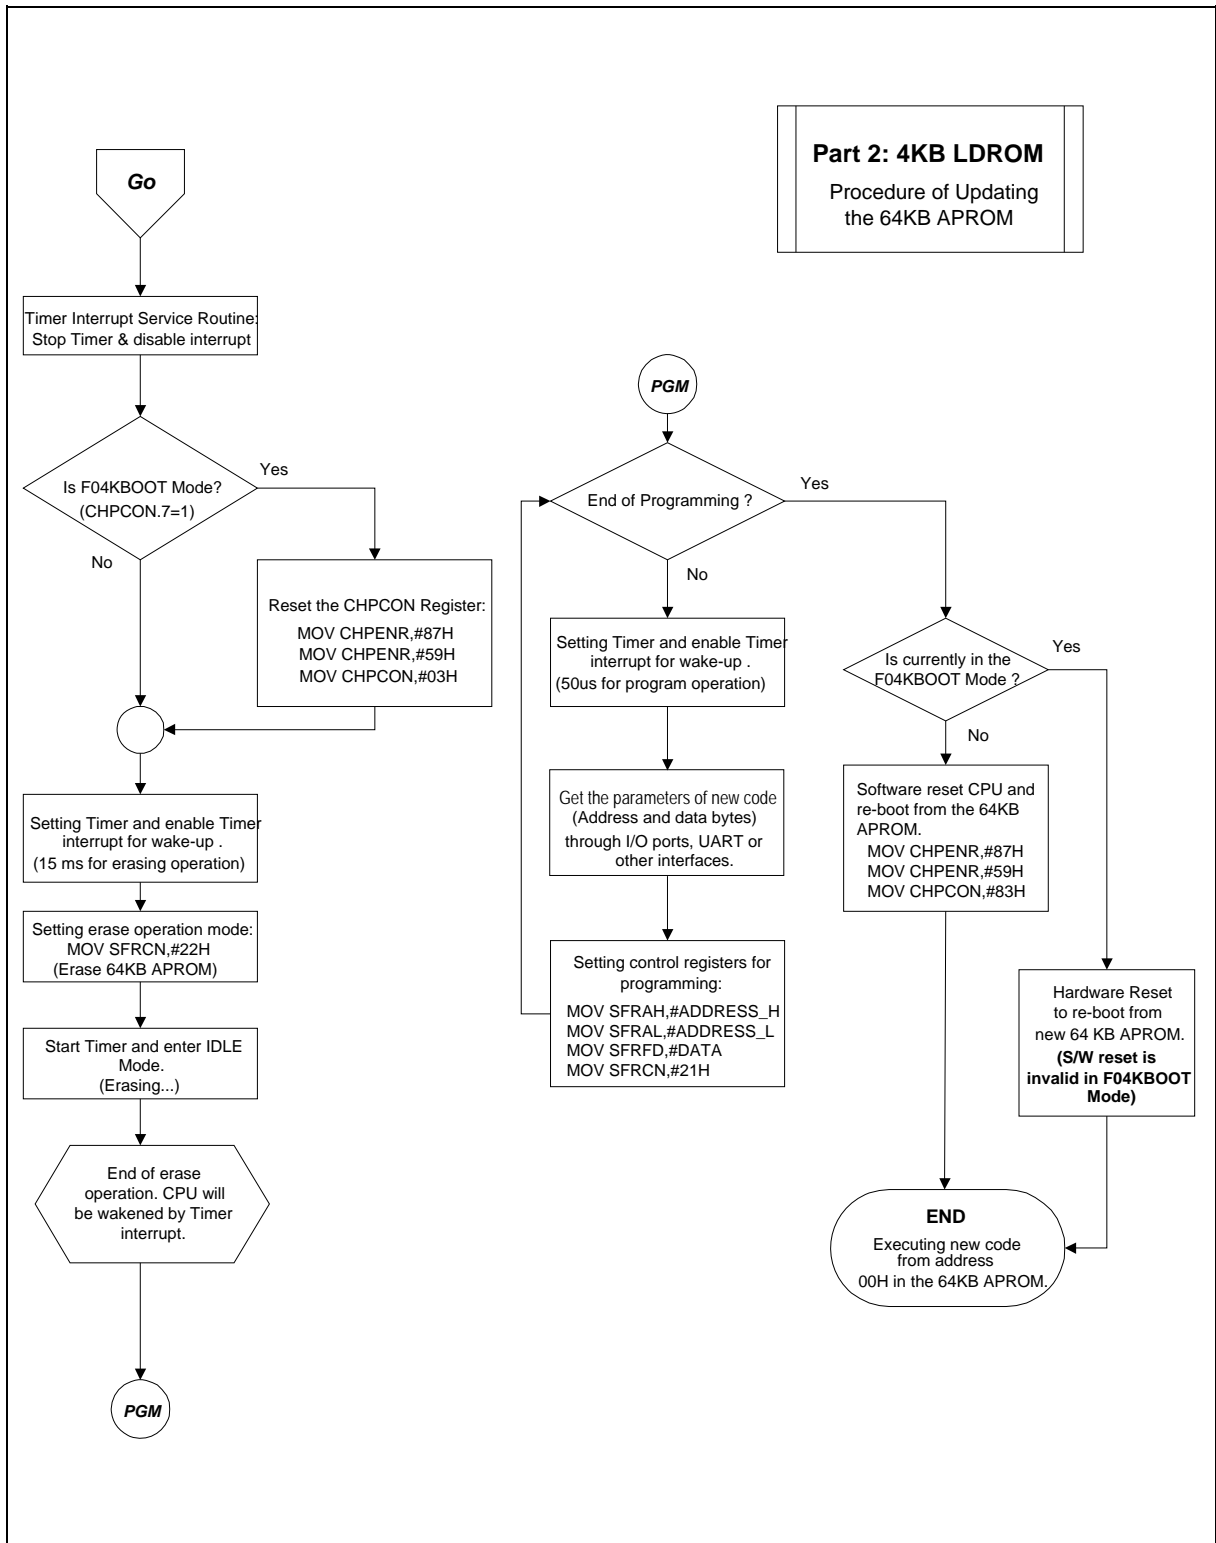 Part 2: 4KB LDROM
Procedure of Updating
the 64KB APROM
Go
Timer Interrupt Service Routine:
Stop Timer & disable interrupt
Is F04KBOOT Mode?
(CHPCON.7=1)
Yes
No
Reset the CHPCON Register:
MOV CHPENR,#87H
MOV CHPENR,#59H
MOV CHPCON,#03H
Setting Timer and enable Timer
interrupt for wake-up .
(15 ms for erasing operation)
Setting erase operation mode:
MOV SFRCN,#22H
(Erase 64KB APROM)
Start Timer and enter IDLE
Mode.
(Erasing...)
End of erase
operation. CPU will
be wakened by Timer
interrupt.
PGM
PGM
End of Programming ?
Yes
No
Setting Timer and enable Timer
interrupt for wake-up .
(50us for program operation)
Get the parameters of new code
(Address and data bytes)
through I/O ports, UART or
other interfaces.
Setting control registers for
programming:
MOV SFRAH,#ADDRESS_H
MOV SFRAL,#ADDRESS_L
MOV SFRFD,#DATA
MOV SFRCN,#21H
Is currently in the
F04KBOOT Mode ?
Yes
No
Software reset CPU and
re-boot from the 64KB
APROM.
MOV CHPENR,#87H
MOV CHPENR,#59H
MOV CHPCON,#83H
Hardware Reset
to re-boot from
new 64 KB APROM.
(S/W reset is
invalid in F04KBOOT
Mode)
END
Executing new code
from address
00H in the 64KB APROM.